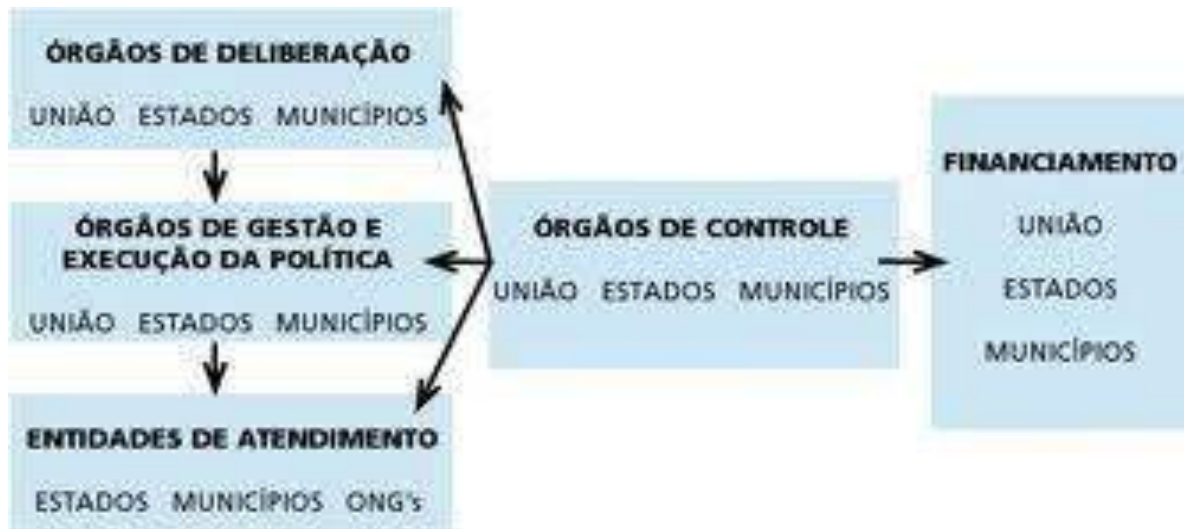 ÓRGÃOS DE DELIBERAÇÃO
UNIÃO ESTADOS MUNICÍPIOS
ÓRGÃOS DE GESTÃO E
EXECUÇÃO DA POLÍTICA
UNIÃO ESTADOS MUNICÍPIOS
ENTIDADES DE ATENDIMENTO
ESTADOS MUNICÍPIOS ONG's
ÓRGÃOS DE CONTROLE
UNIÃO ESTADOS MUNICÍPIOS
FINANCIAMENTO
UNIÃO
ESTADOS
MUNICÍPIOS